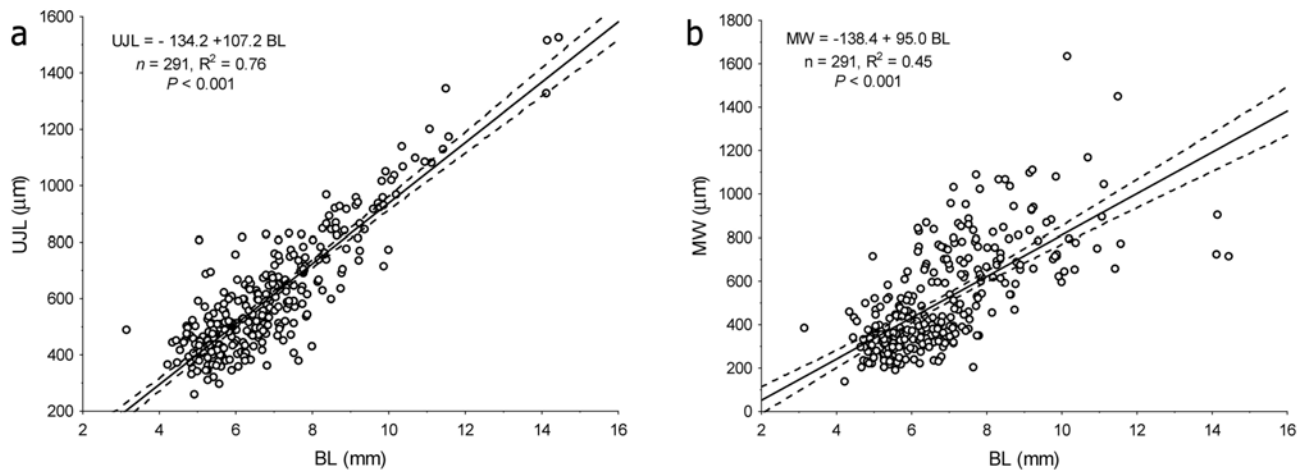 a
UJL = - 134.2 +107.2 BL
n = 291, R² = 0.76
P < 0.001
1600
1400
1200
1000
800
600
400
200
UJL (µm)
2 4 6 8 10 12 14 16
BL (mm)
b
MW = -138.4 + 95.0 BL
n = 291, R² = 0.45
P < 0.001
1800
1600
1400
1200
1000
800
600
400
200
0
MW (µm)
2 4 6 8 10 12 14 16
BL (mm)